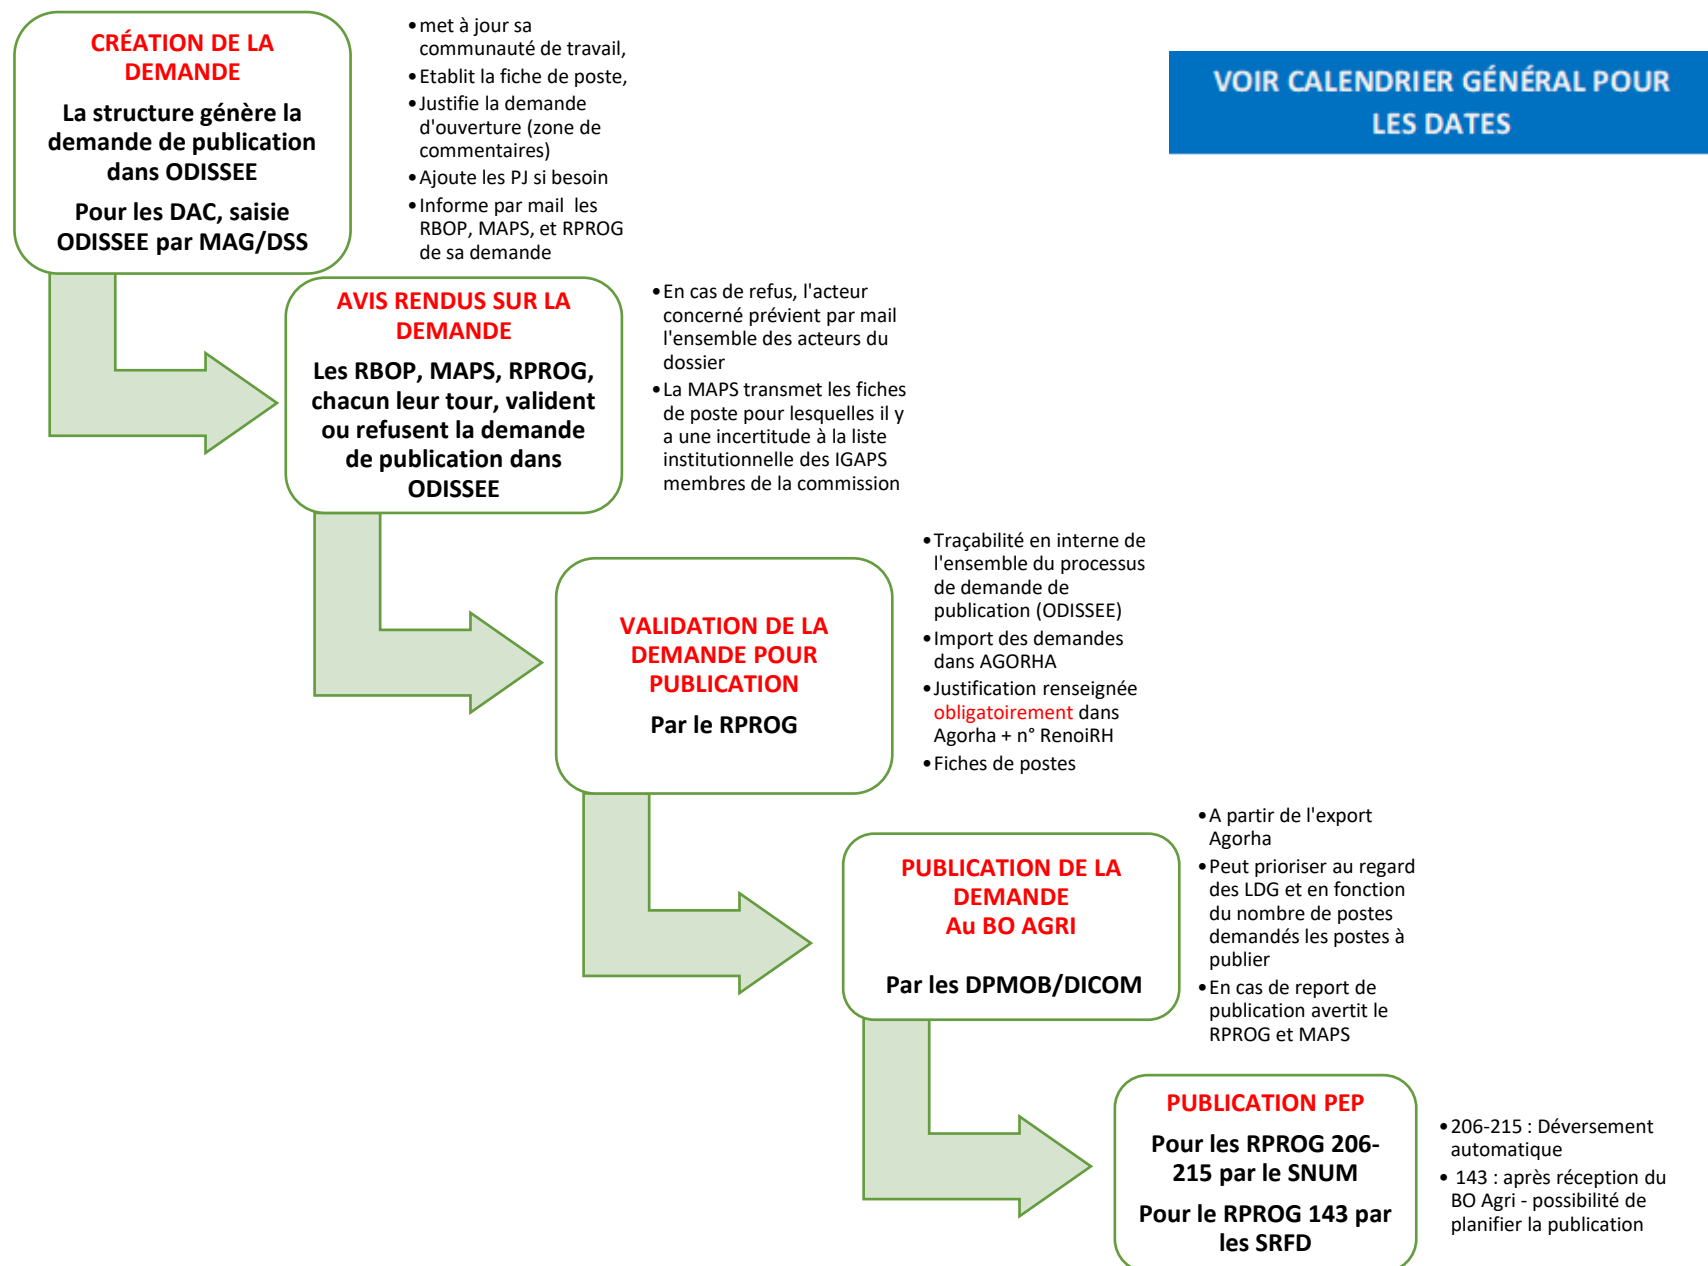 CRÉATION DE LA
DEMANDE
La structure génère la
demande de publication
dans ODISSEE
Pour les DAC, saisie
ODISSEE par MAG/DSS
•met à jour sa
communauté de travail,
•Etablit la fiche de poste,
•Justifie la demande
d'ouverture (zone de
commentaires)
•Ajoute les PJ si besoin
•Informe par mail les
RBOP, MAPS, et RPROG
de sa demande
VOIR CALENDRIER GÉNÉRAL POUR
LES DATES
AVIS RENDUS SUR LA
DEMANDE
Les RBOP, MAPS, RPROG,
chacun leur tour, valident
ou refusent la demande
de publication dans
ODISSEE
•En cas de refus, l'acteur
concerné prévient par mail
l'ensemble des acteurs du
dossier
•La MAPS transmet les fiches
de poste pour lesquelles il y
a une incertitude à la liste
institutionnelle des IGAPS
membres de la commission
VALIDATION DE LA
DEMANDE POUR
PUBLICATION
Par le RPROG
•Traçabilité en interne de
l'ensemble du processus
de demande de
publication (ODISSEE)
•Import des demandes
dans AGORHA
•Justification renseignée
obligatoirement dans
Agorha + n° RenoiRH
•Fiches de postes
PUBLICATION DE LA
DEMANDE
Au BO AGRI
Par les DPMOB/DICOM
•A partir de l'export
Agorha
•Peut prioriser au regard
des LDG et en fonction
du nombre de postes
demandés les postes à
publier
•En cas de report de
publication avertit le
RPROG et MAPS
PUBLICATION PEP
Pour les RPROG 206-
215 par le SNUM
Pour le RPROG 143 par
les SRFD
•206-215 : Déversement
automatique
• 143 : après réception du
BO Agri - possibilité de
planifier la publication